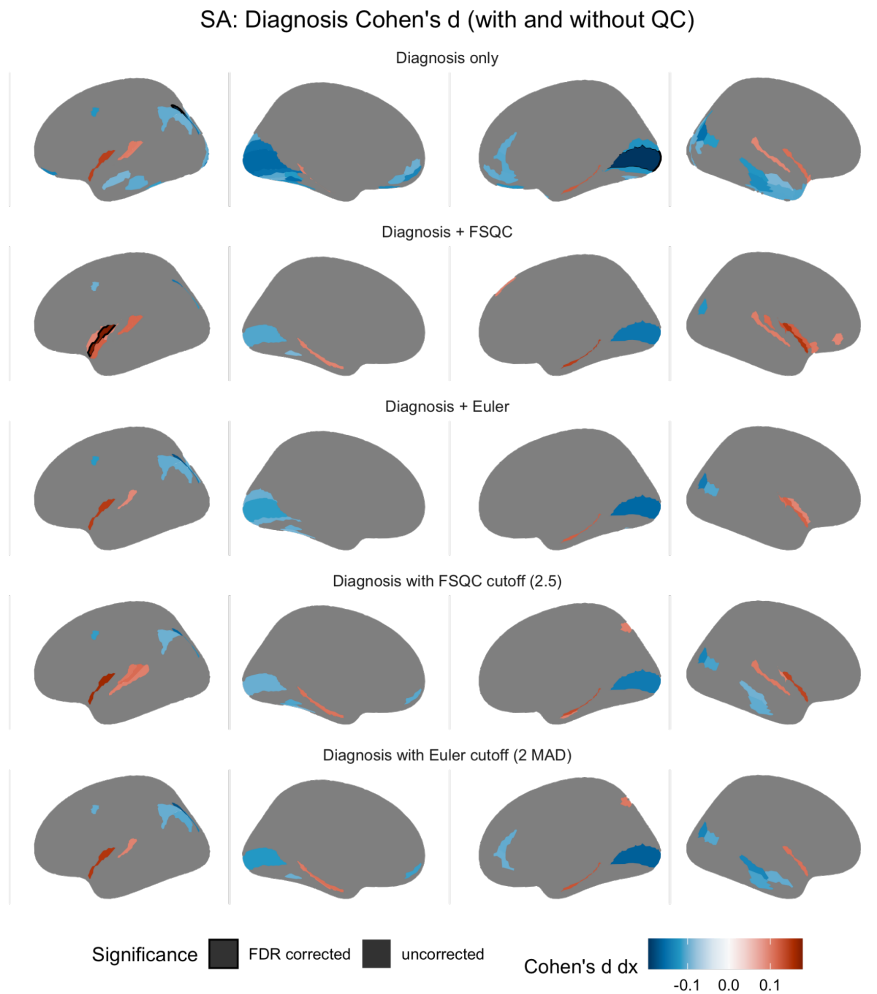 SA: Diagnosis Cohen's d (with and without QC)
Diagnosis only
Diagnosis + FSQC
Diagnosis + Euler
Diagnosis with FSQC cutoff (2.5)
Diagnosis with Euler cutoff (2 MAD)
Significance FDR corrected uncorrected
Cohen's d dx
-0.1 0.0 0.1